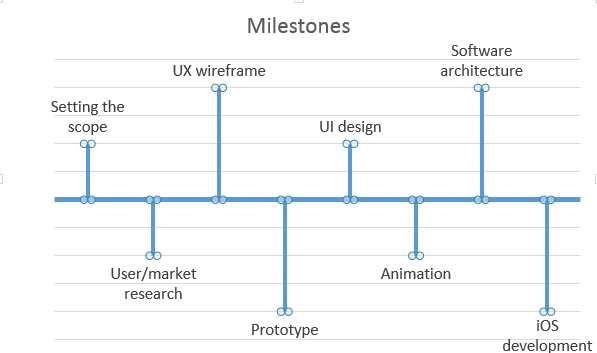 Milestones
Software
architecture
UX wireframe
Setting the
scope
UI design
User/market
research
Animation
Prototype
iOS
development